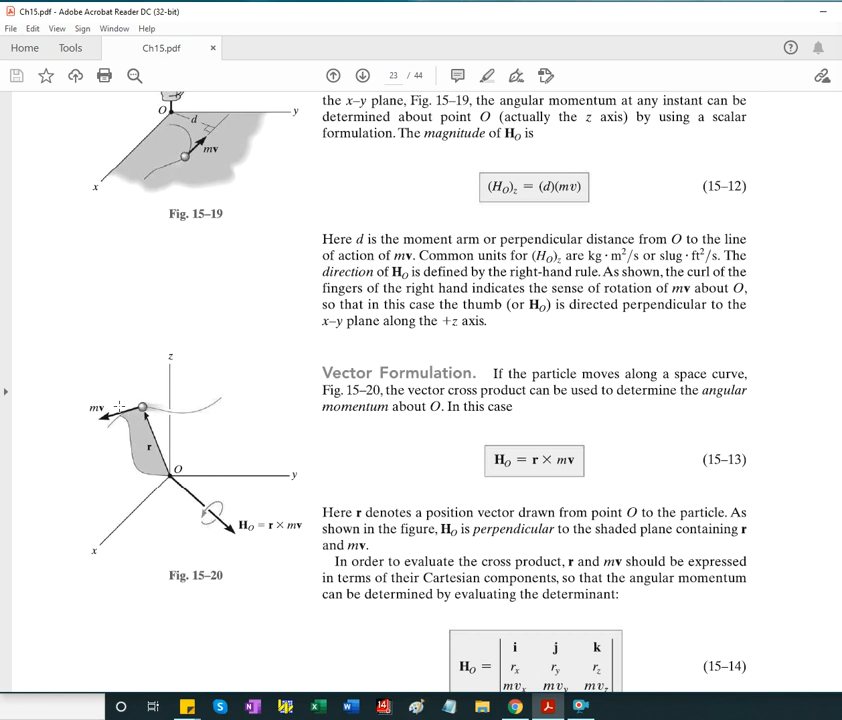 Ch15.pdf - Adobe Acrobat Reader DC (32-bit)
File Edit View Sign Window Help
Home Tools Ch15.pdf ×
23 / 44
the x–y plane, Fig. 15–19, the angular momentum at any instant can be
determined about point O (actually the z axis) by using a scalar
formulation. The magnitude of H_O is
O
y
d
mv
x
Fig. 15–19
(H_O)_z = (d)(mv) (15–12)
Here d is the moment arm or perpendicular distance from O to the line
of action of mv. Common units for (H_O)_z are kg · m²/s or slug · ft²/s. The
direction of H_O is defined by the right-hand rule. As shown, the curl of the
fingers of the right hand indicates the sense of rotation of mv about O,
so that in this case the thumb (or H_O) is directed perpendicular to the
x–y plane along the +z axis.
z
mv
r
O
y
H_O = r × mv
x
Fig. 15–20
Vector Formulation. If the particle moves along a space curve,
Fig. 15–20, the vector cross product can be used to determine the angular
momentum about O. In this case
H_O = r × mv (15–13)
Here r denotes a position vector drawn from point O to the particle. As
shown in the figure, H_O is perpendicular to the shaded plane containing r
and mv.
In order to evaluate the cross product, r and mv should be expressed
in terms of their Cartesian components, so that the angular momentum
can be determined by evaluating the determinant:
i j k
H_O = r_x r_y r_z (15–14)
mv_x mv_y mv_z
14